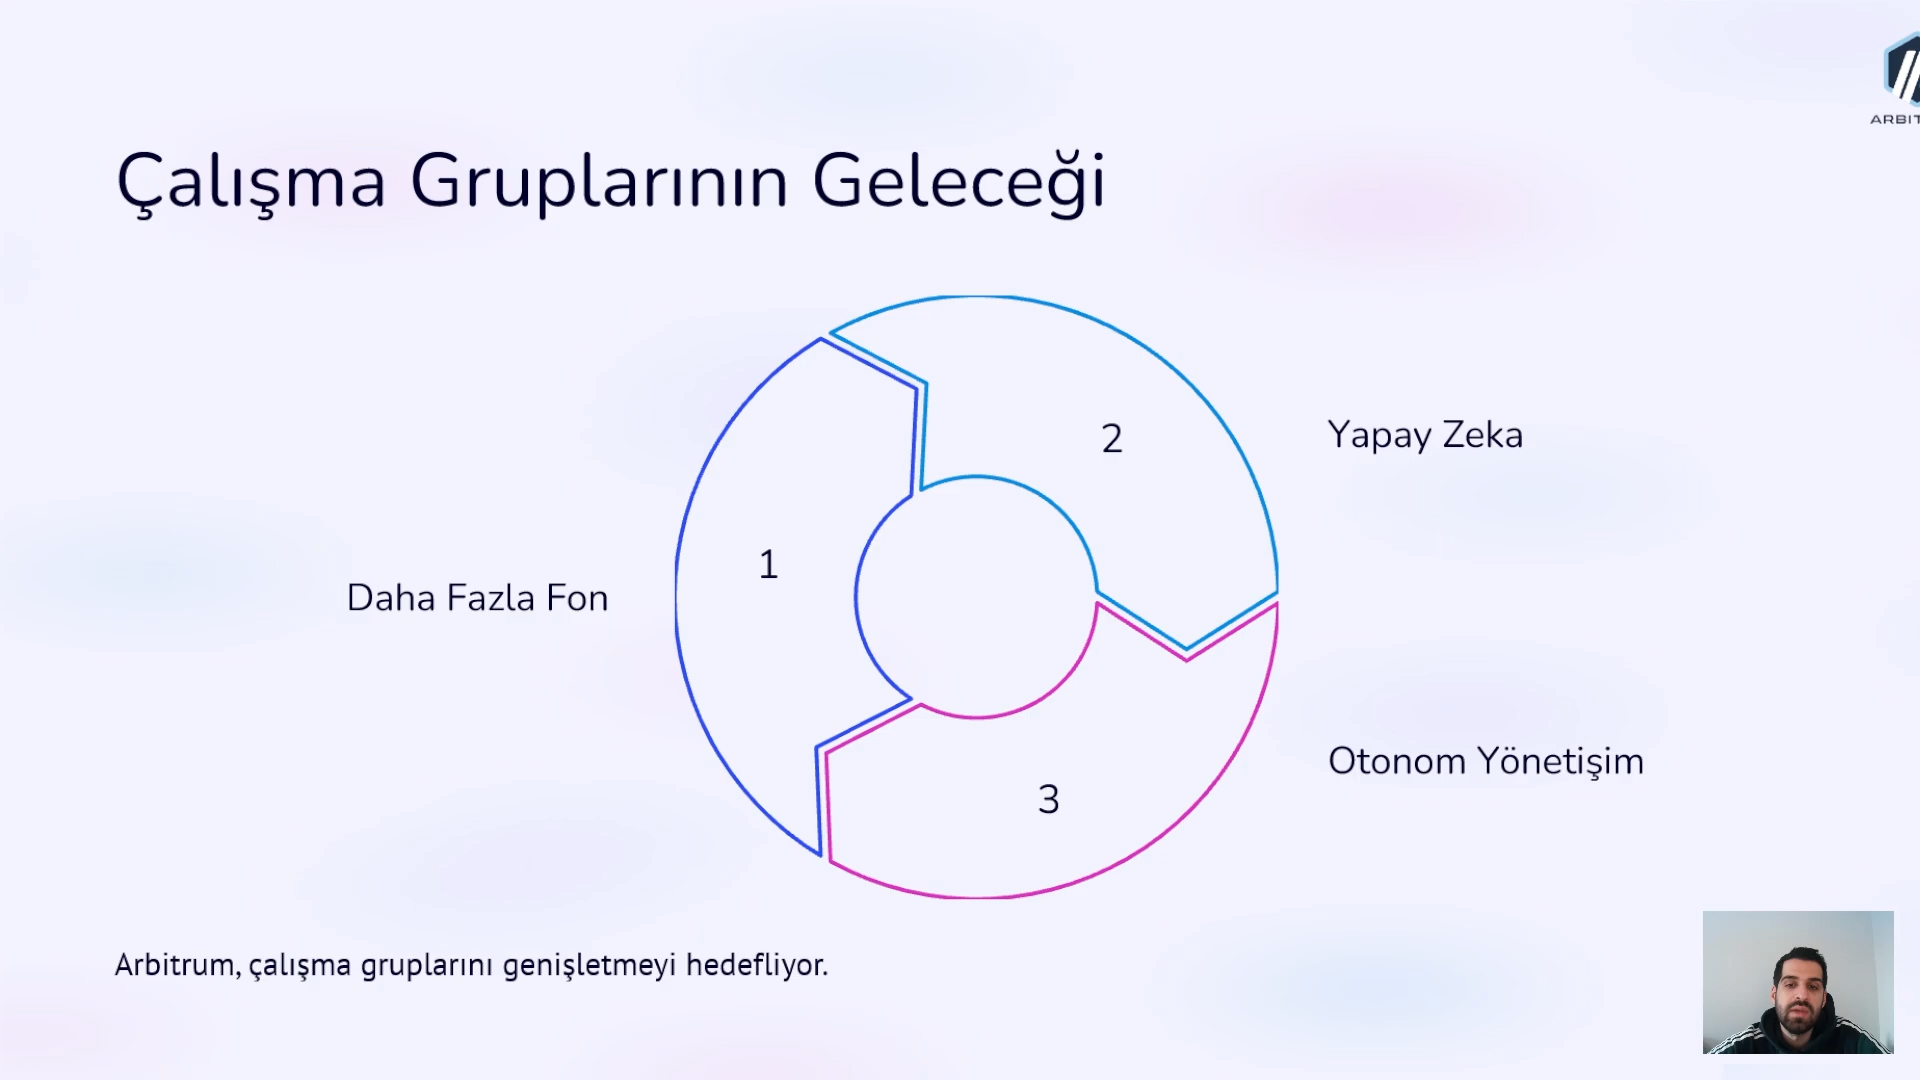 Çalışma Gruplarının Geleceği
2
Yapay Zeka
1
Daha Fazla Fon
Otonom Yönetişim
3
Arbitrum, çalışma gruplarını genişletmeyi hedefliyor.